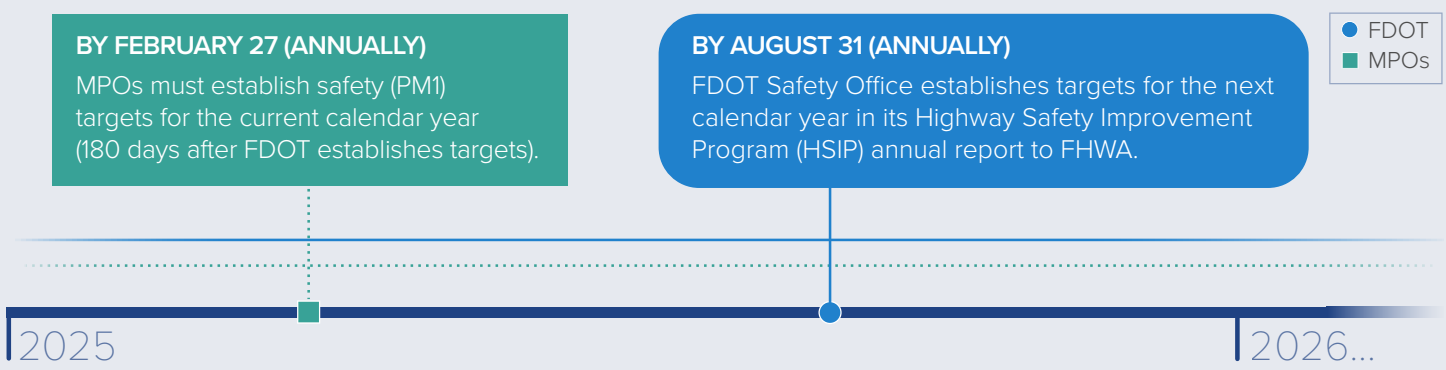 BY FEBRUARY 27 (ANNUALLY)
MPOs must establish safety (PM1)
targets for the current calendar year
(180 days after FDOT establishes targets).
BY AUGUST 31 (ANNUALLY)
FDOT Safety Office establishes targets for the next
calendar year in its Highway Safety Improvement
Program (HSIP) annual report to FHWA.
FDOT
MPOs
2025
2026...